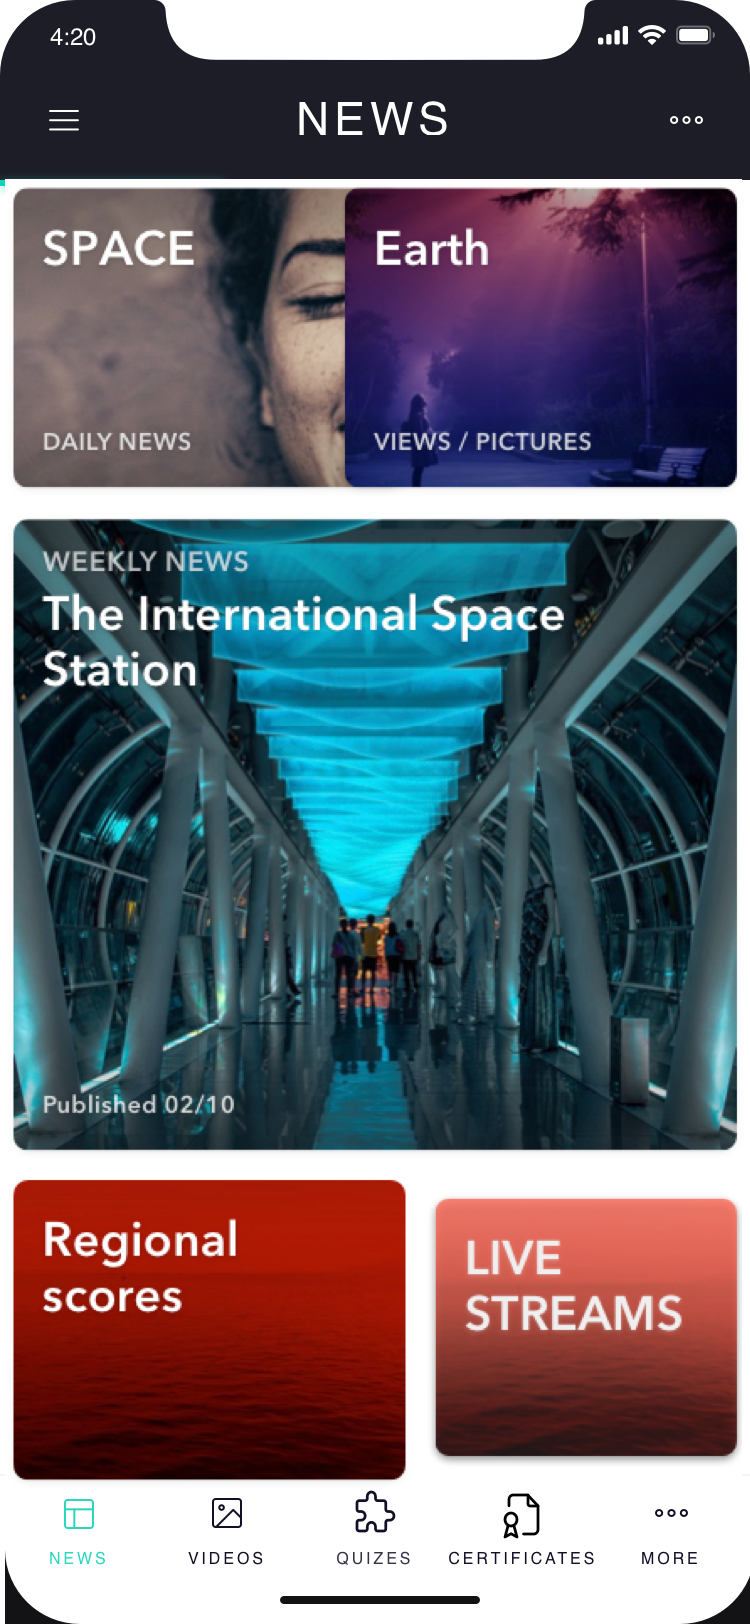 4:20
NEWS
SPACE
Earth
DAILY NEWS
VIEWS / PICTURES
WEEKLY NEWS
The International Space
Station
Published 02/10
Regional
scores
LIVE
STREAMS
NEWS
VIDEOS
QUIZES
CERTIFICATES
MORE